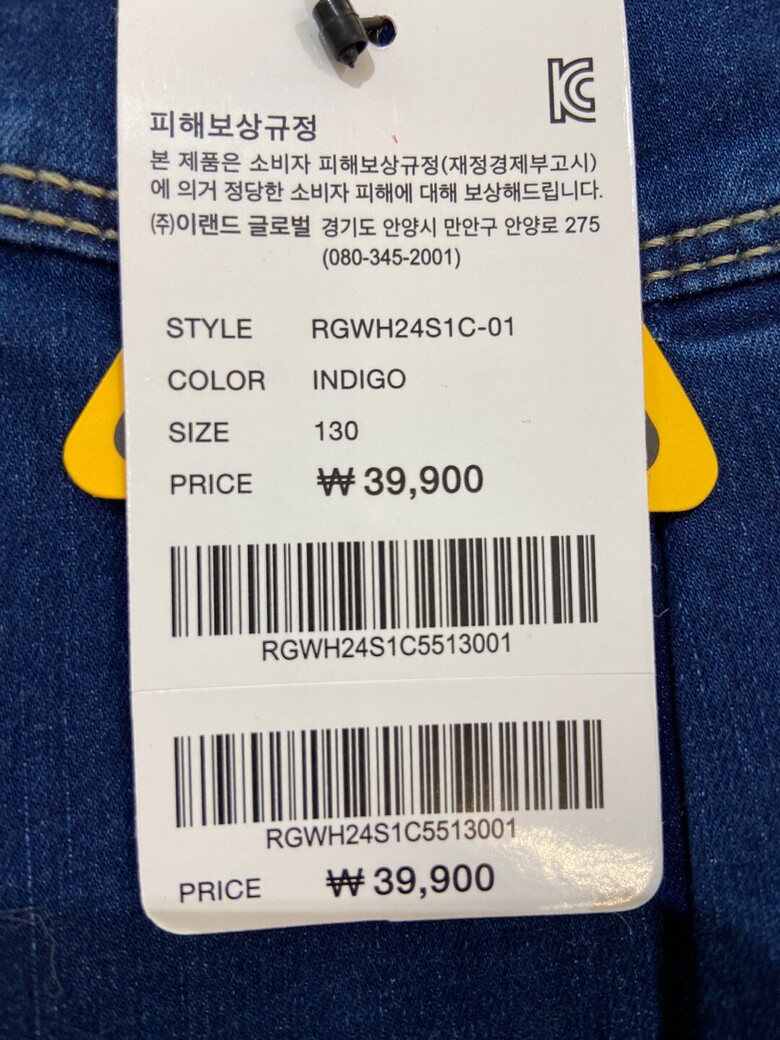 KC
피해보상규정
본 제품은 소비자 피해보상규정(재정경제부고시)
에 의거 정당한 소비자 피해에 대해 보상해드립니다.
(주)이랜드 글로벌 경기도 안양시 만안구 안양로 275
(080-345-2001)
STYLE RGWH24S1C-01
COLOR INDIGO
SIZE 130
PRICE ₩ 39,900
RGWH24S1C5513001
RGWH24S1C5513001
PRICE ₩ 39,900